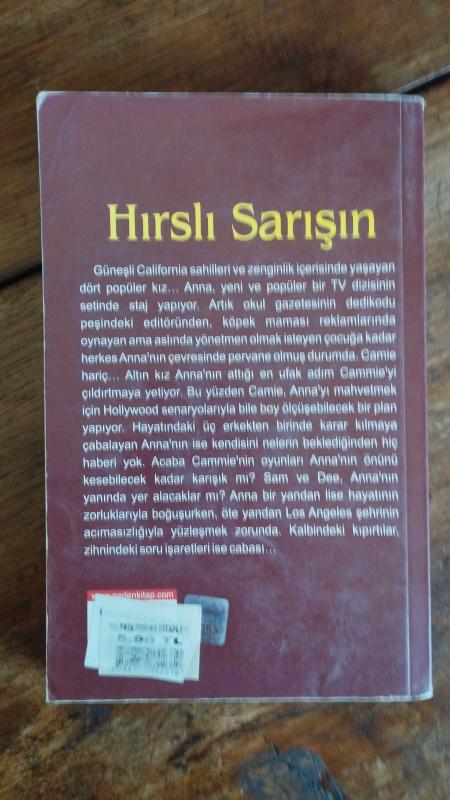 Hırslı Sarışın
Güneşli California sahilleri ve zenginlik içerisinde yaşayan
dört popüler kız... Anna, yeni ve popüler bir TV dizisinin
setinde staj yapıyor. Artık okul gazetesinin dedikodu
peşindeki editöründen, köpek maması reklamlarında
oynayan ama aslında yönetmen olmak isteyen çocuğa kadar
herkes Anna'nın çevresinde pervane olmuş durumda. Camie
hariç... Altın kız Anna'nın attığı en ufak adım Cammie'yi
çıldırtmaya yetiyor. Bu yüzden Camie, Anna'yı mahvetmek
için Hollywood senaryolarıyla bile boy ölçüşebilecek bir plan
yapıyor. Hayatındaki üç erkekten birinde karar kılmaya
çabalayan Anna'nın ise kendisini nelerin beklediğinden hiç
haberi yok. Acaba Cammie'nin oyunları Anna'nın önünü
kesebilecek kadar karışık mı? Sam ve Dee, Anna'nın
yanında yer alacaklar mı? Anna bir yandan lise hayatının
zorluklarıyla boğuşurken, öte yandan Los Angeles şehrinin
acımasızlığıyla yüzleşmek zorunda. Kalbindeki kıpırtılar,
zihnindeki soru işaretleri ise cabası...
www.nedenkitap.com
5.90 TL